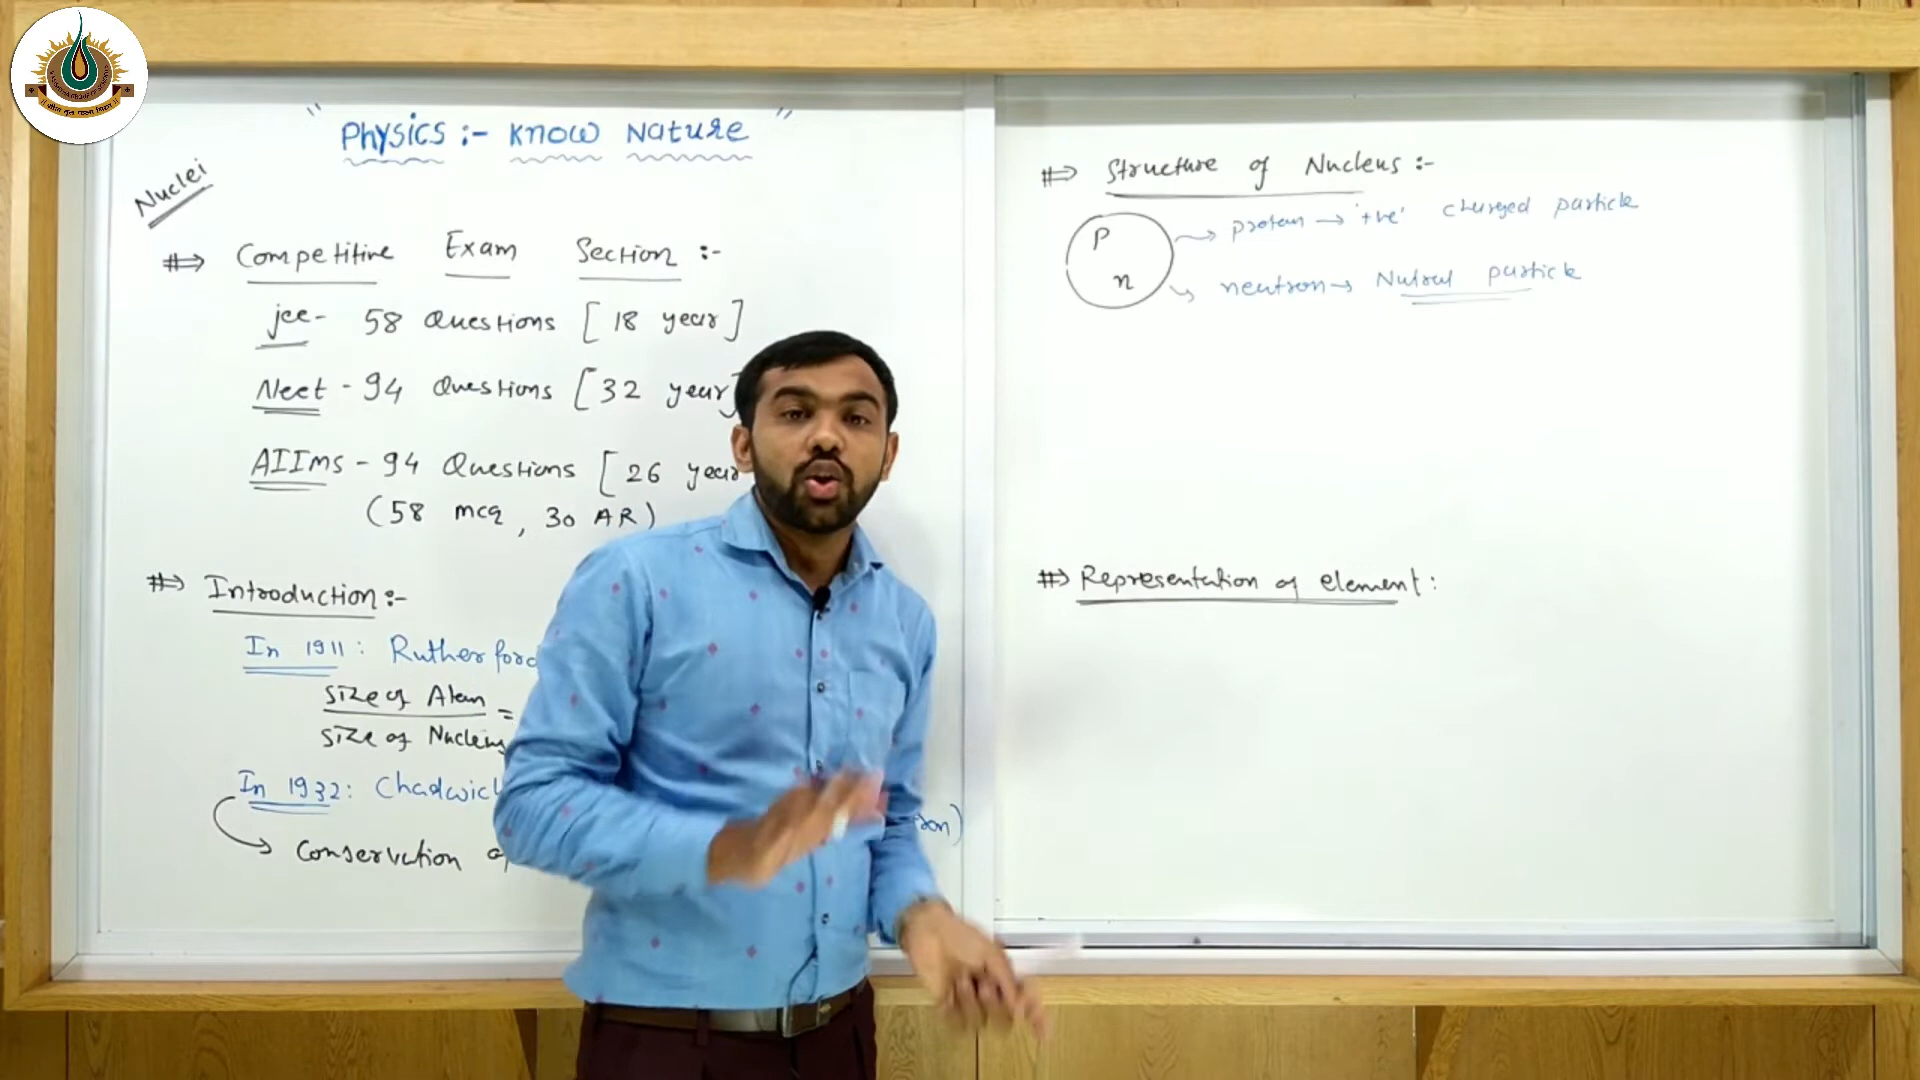 " Physics :- Know Nature "
Nuclei
#⇒ Competitive Exam Section :-
jee - 58 Questions [ 18 year ]
Neet - 94 Questions [ 32 year ]
AIIMS - 94 Questions [ 26 year
(58 mcq, 30 AR)
#⇒ Introduction :-
In 1911 : Rutherford
Size of Atom
=
Size of Nucleus
In 1932 : Chadwick
→ Conservation of
#⇒ Structure of Nucleus :-
P → proton → '+ve' charged particle
n → neutron → Nutral particle
#⇒ Representation of element :